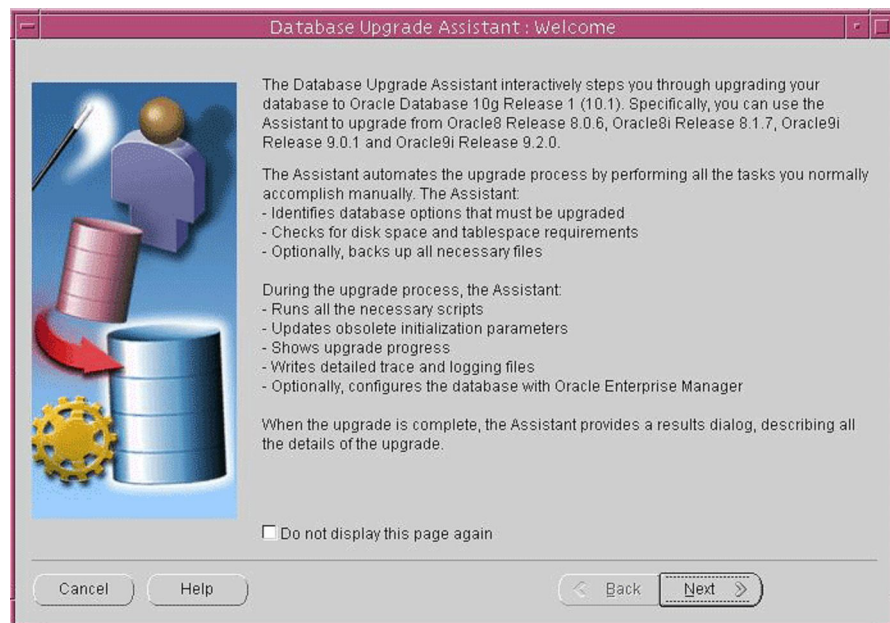 Database Upgrade Assistant : Welcome
The Database Upgrade Assistant interactively steps you through upgrading your
database to Oracle Database 10g Release 1 (10.1). Specifically, you can use the
Assistant to upgrade from Oracle8 Release 8.0.6, Oracle8i Release 8.1.7, Oracle9i
Release 9.0.1 and Oracle9i Release 9.2.0.
The Assistant automates the upgrade process by performing all the tasks you normally
accomplish manually. The Assistant:
- Identifies database options that must be upgraded
- Checks for disk space and tablespace requirements
- Optionally, backs up all necessary files
During the upgrade process, the Assistant:
- Runs all the necessary scripts
- Updates obsolete initialization parameters
- Shows upgrade progress
- Writes detailed trace and logging files
- Optionally, configures the database with Oracle Enterprise Manager
When the upgrade is complete, the Assistant provides a results dialog, describing all
the details of the upgrade.
Do not display this page again
Cancel Help Back Next